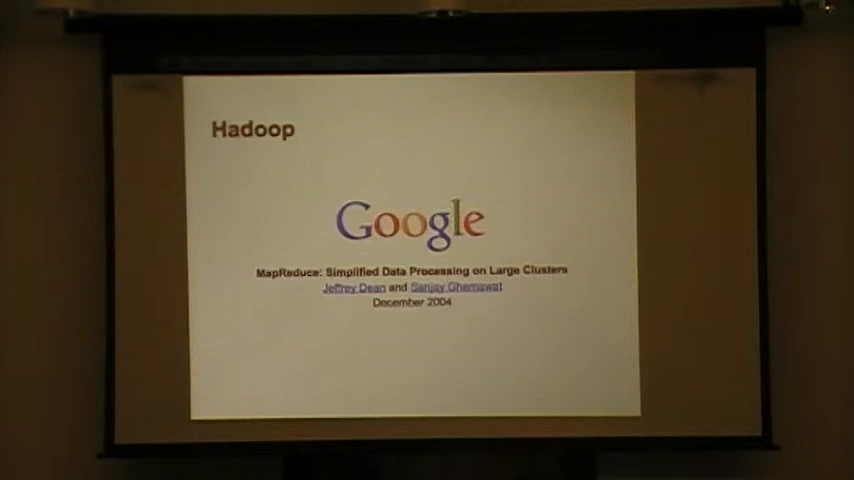 Hadoop
Google
MapReduce: Simplified Data Processing on Large Clusters
Jeffrey Dean and Sanjay Ghemawat
December 2004